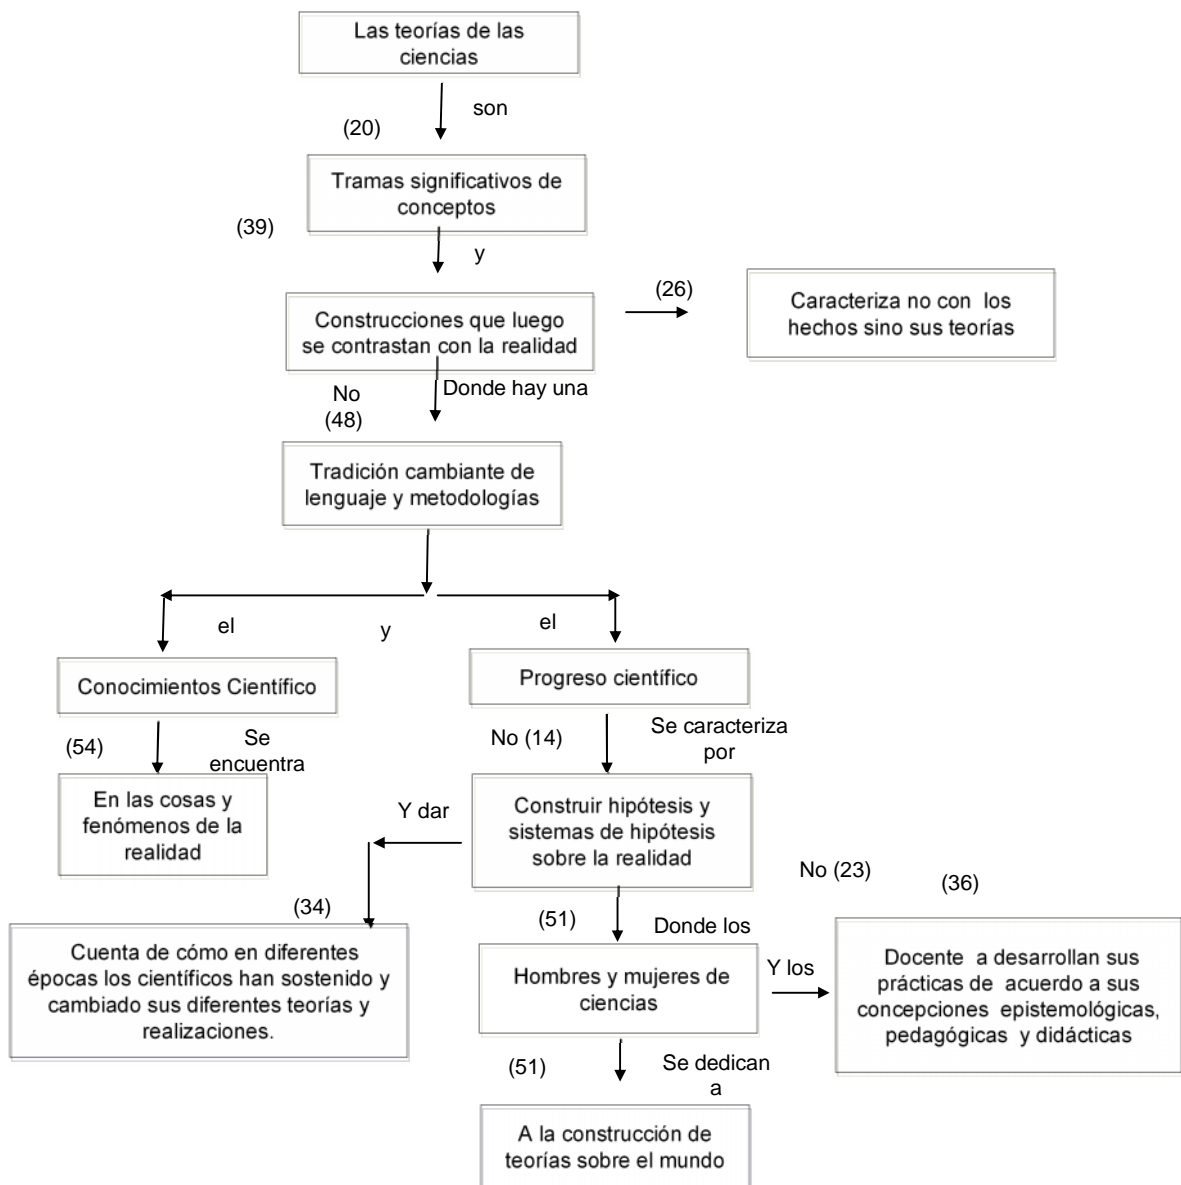 Las teorías de las
ciencias
son
(20)
Tramas significativos de
conceptos
(39)
y
(26)
Construcciones que luego
se contrastan con la realidad
Caracteriza no con los
hechos sino sus teorías
No
(48)
Donde hay una
Tradición cambiante de
lenguaje y metodologías
el
y
el
Conocimientos Científico
Progreso científico
(54)
Se
encuentra
No (14)
Se caracteriza
por
En las cosas y
fenómenos de la
realidad
Y dar
Construir hipótesis y
sistemas de hipótesis
sobre la realidad
No (23)
(36)
(34)
(51)
Donde los
Cuenta de cómo en diferentes
épocas los científicos han sostenido y
cambiado sus diferentes teorías y
realizaciones.
Hombres y mujeres de
ciencias
Y los
Docente a desarrollan sus
prácticas de acuerdo a sus
concepciones epistemológicas,
pedagógicas y didácticas
(51)
Se dedican
a
A la construcción de
teorías sobre el mundo